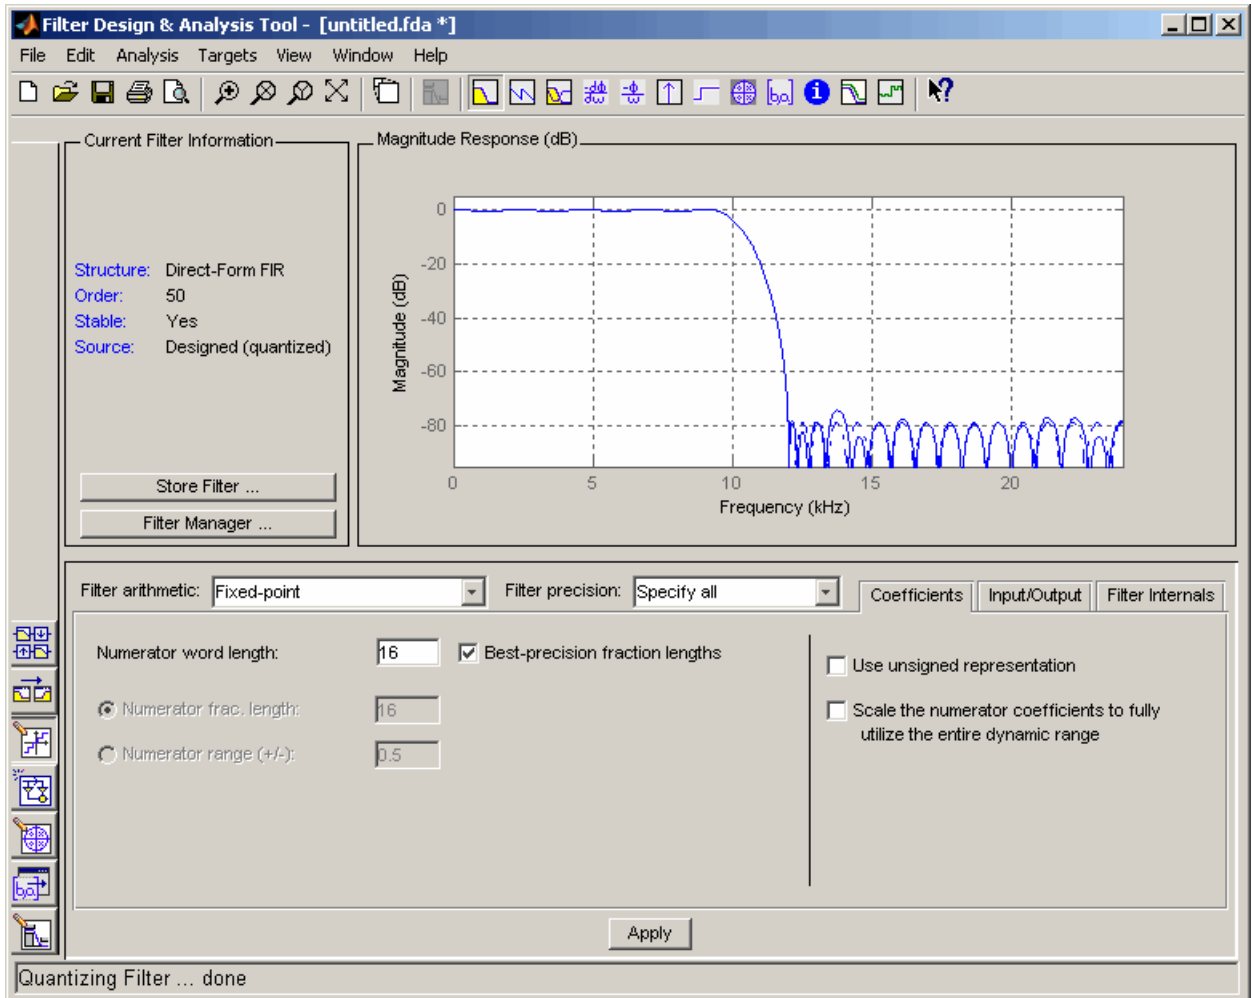 Filter Design & Analysis Tool - [untitled.fda *]
File Edit Analysis Targets View Window Help
Current Filter Information
Structure: Direct-Form FIR
Order: 50
Stable: Yes
Source: Designed (quantized)
Store Filter ...
Filter Manager ...
Magnitude Response (dB)
Magnitude (dB)
0
-20
-40
-60
-80
0 5 10 15 20
Frequency (kHz)
Filter arithmetic: Fixed-point Filter precision: Specify all Coefficients Input/Output Filter Internals
Numerator word length: 16 Best-precision fraction lengths
Numerator frac. length: 16
Numerator range (+/-): 0.5
Use unsigned representation
Scale the numerator coefficients to fully
utilize the entire dynamic range
Apply
Quantizing Filter ... done